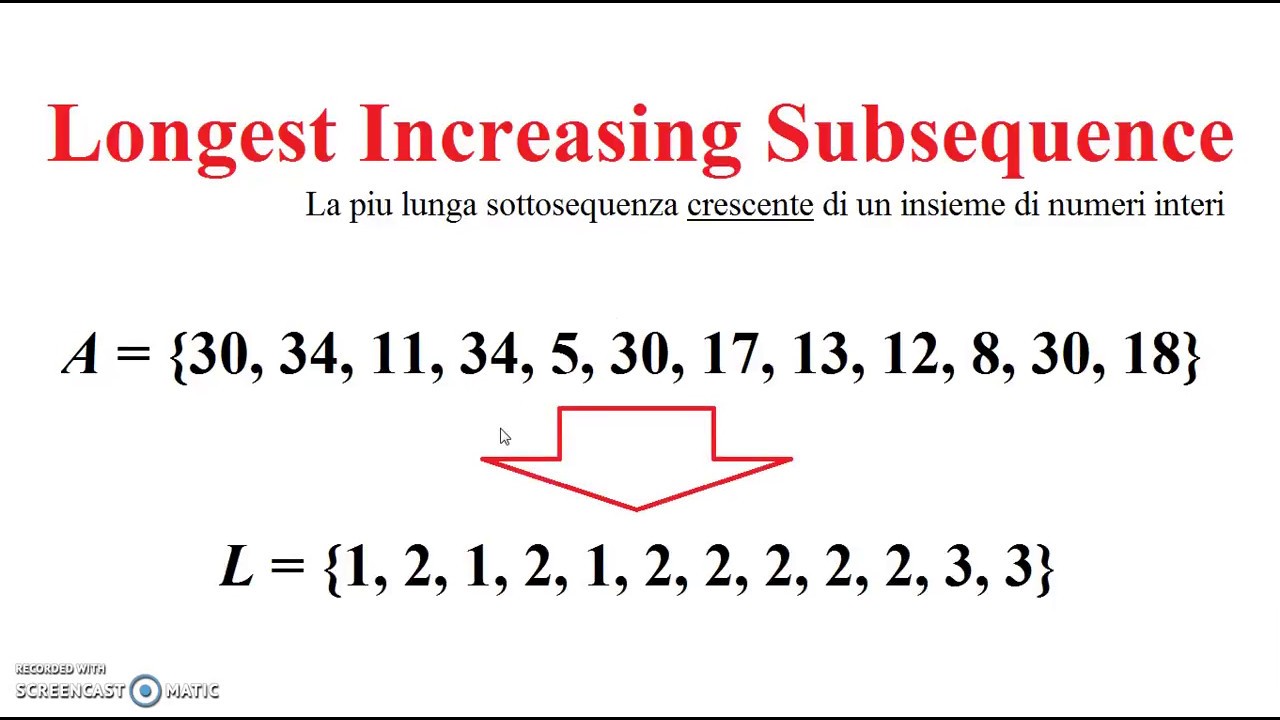 Longest Increasing Subsequence
La piu lunga sottosequenza crescente di un insieme di numeri interi
A = {30, 34, 11, 34, 5, 30, 17, 13, 12, 8, 30, 18}
L = {1, 2, 1, 2, 1, 2, 2, 2, 2, 2, 3, 3}
RECORDED WITH
SCREENCAST MATIC